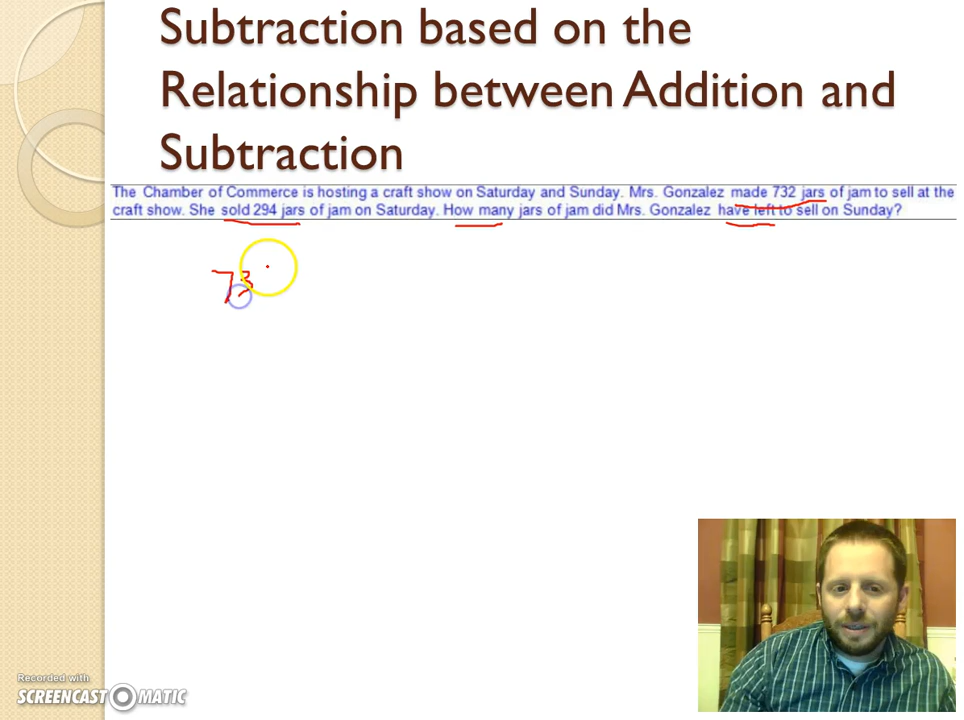 Subtraction based on the
Relationship between Addition and
Subtraction
The Chamber of Commerce is hosting a craft show on Saturday and Sunday. Mrs. Gonzalez made 732 jars of jam to sell at the
craft show. She sold 294 jars of jam on Saturday. How many jars of jam did Mrs. Gonzalez have left to sell on Sunday?
73
Recorded with
SCREENCAST MATIC